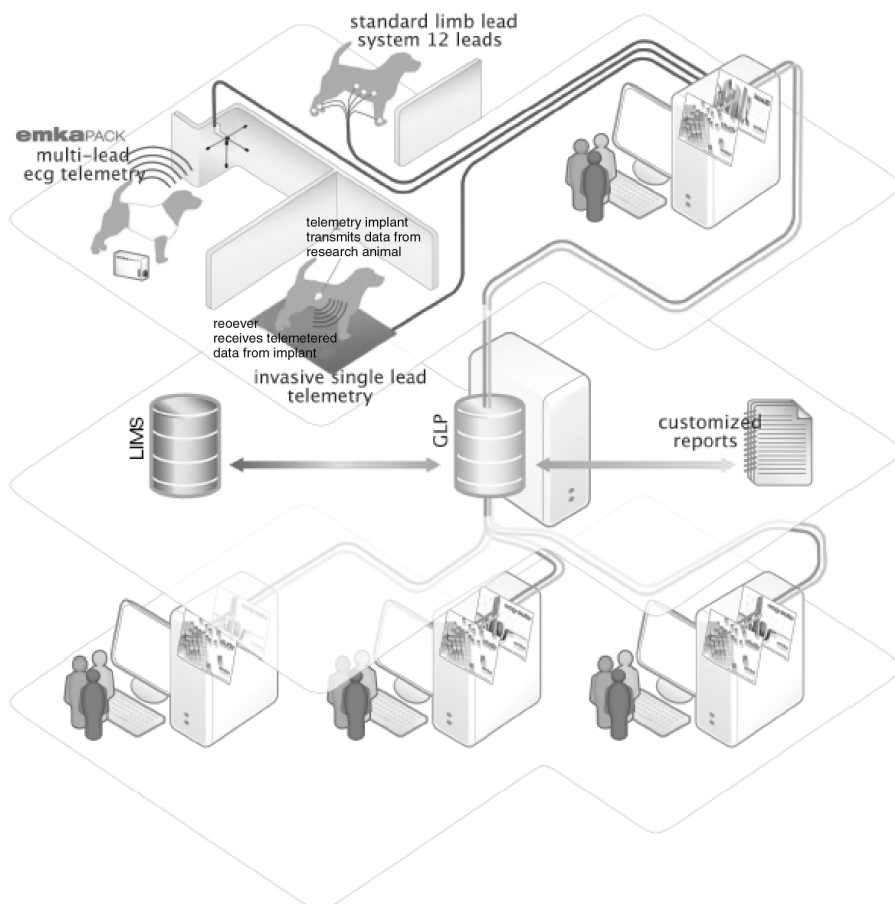 standard limb lead
system 12 leads
emkaPACK
multi-lead
ecg telemetry
telemetry implant
transmits data from
research animal
reoever
receives telemetered
data from implant
invasive single lead
telemetry
LIMS
GLP
customized
reports